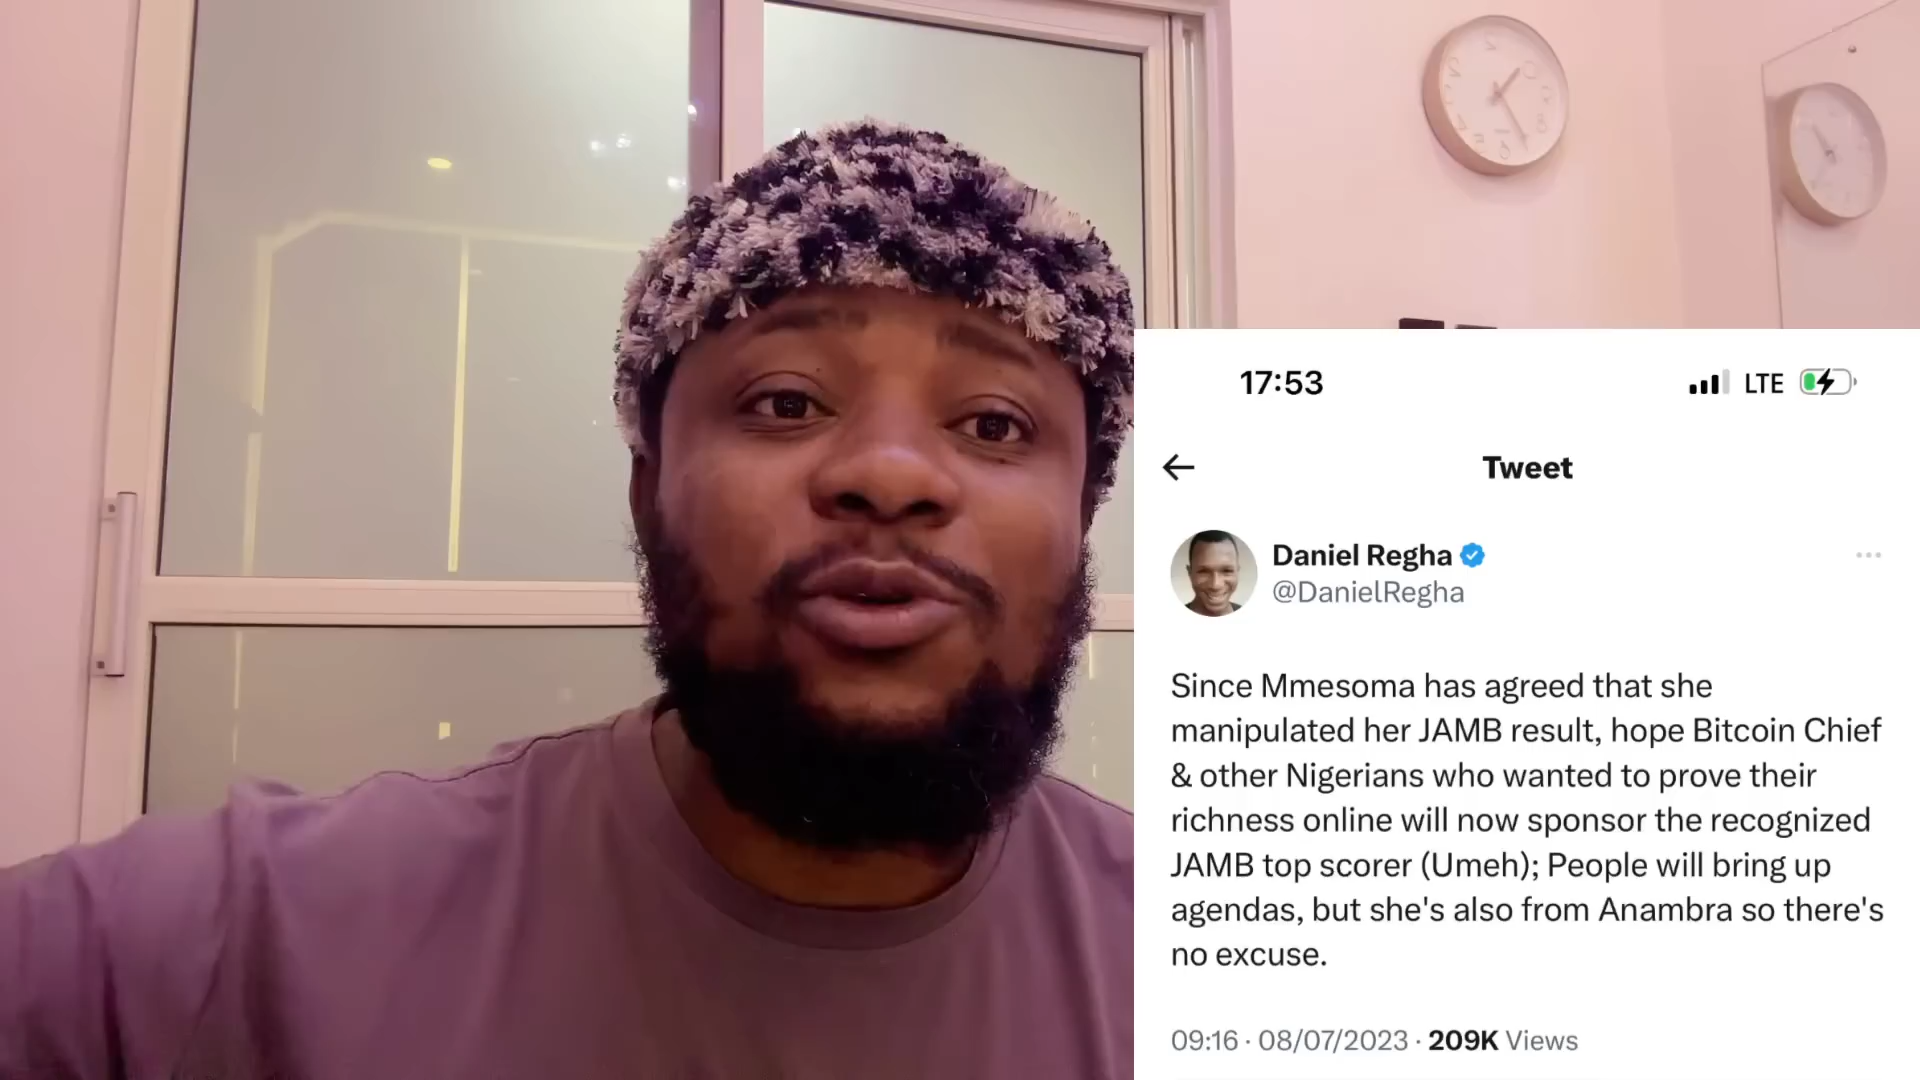 17:53
LTE
Tweet
Daniel Regha
@DanielRegha
Since Mmesoma has agreed that she
manipulated her JAMB result, hope Bitcoin Chief
& other Nigerians who wanted to prove their
richness online will now sponsor the recognized
JAMB top scorer (Umeh); People will bring up
agendas, but she's also from Anambra so there's
no excuse.
09:16 · 08/07/2023 · 209K Views